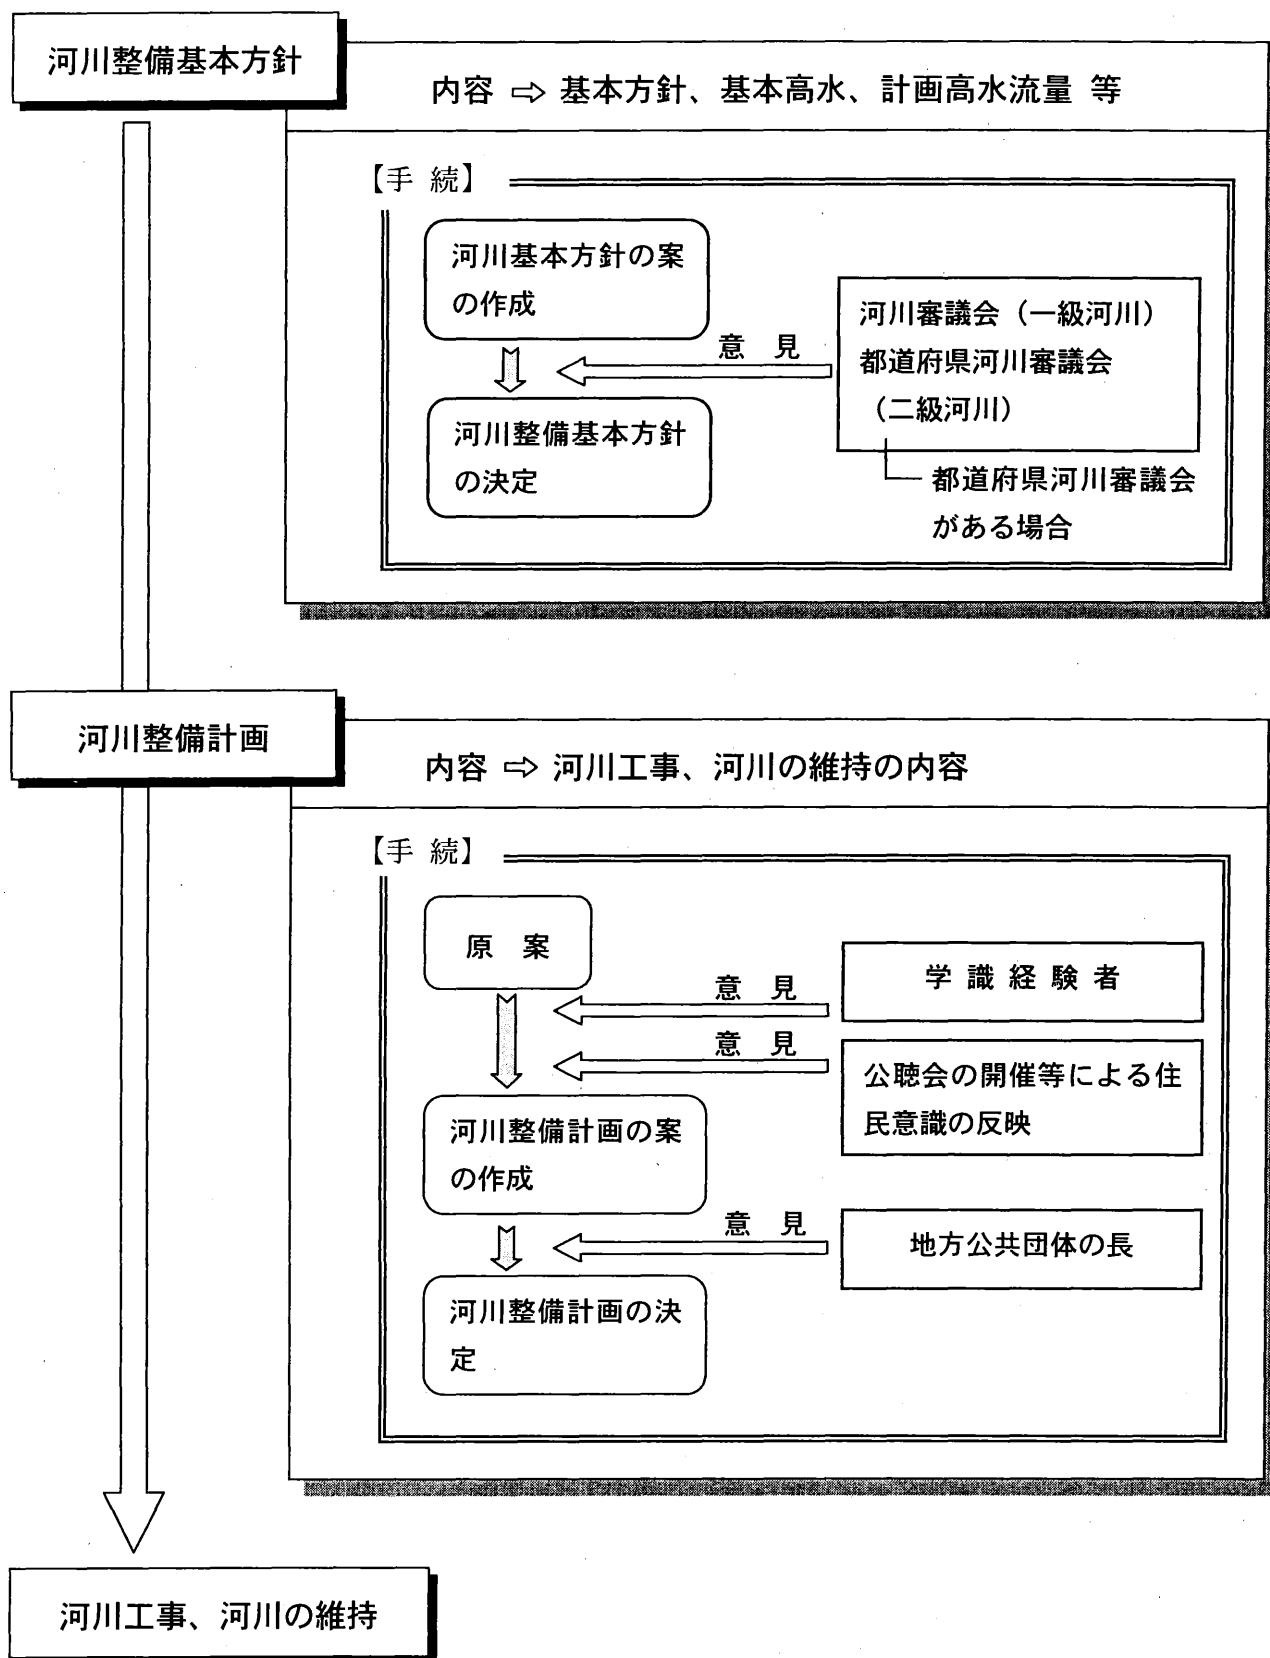 河川整備基本方針
内容 ⇨ 基本方針、基本高水、計画高水流量 等
【手 続】
河川基本方針の案
の作成
意 見
河川審議会（一級河川）
都道府県河川審議会
（二級河川）
河川整備基本方針
の決定
都道府県河川審議会
がある場合
河川整備計画
内容 ⇨ 河川工事、河川の維持の内容
【手 続】
原 案
意 見
学 識 経 験 者
意 見
公聴会の開催等による住
民意識の反映
河川整備計画の案
の作成
意 見
地方公共団体の長
河川整備計画の決
定
河川工事、河川の維持